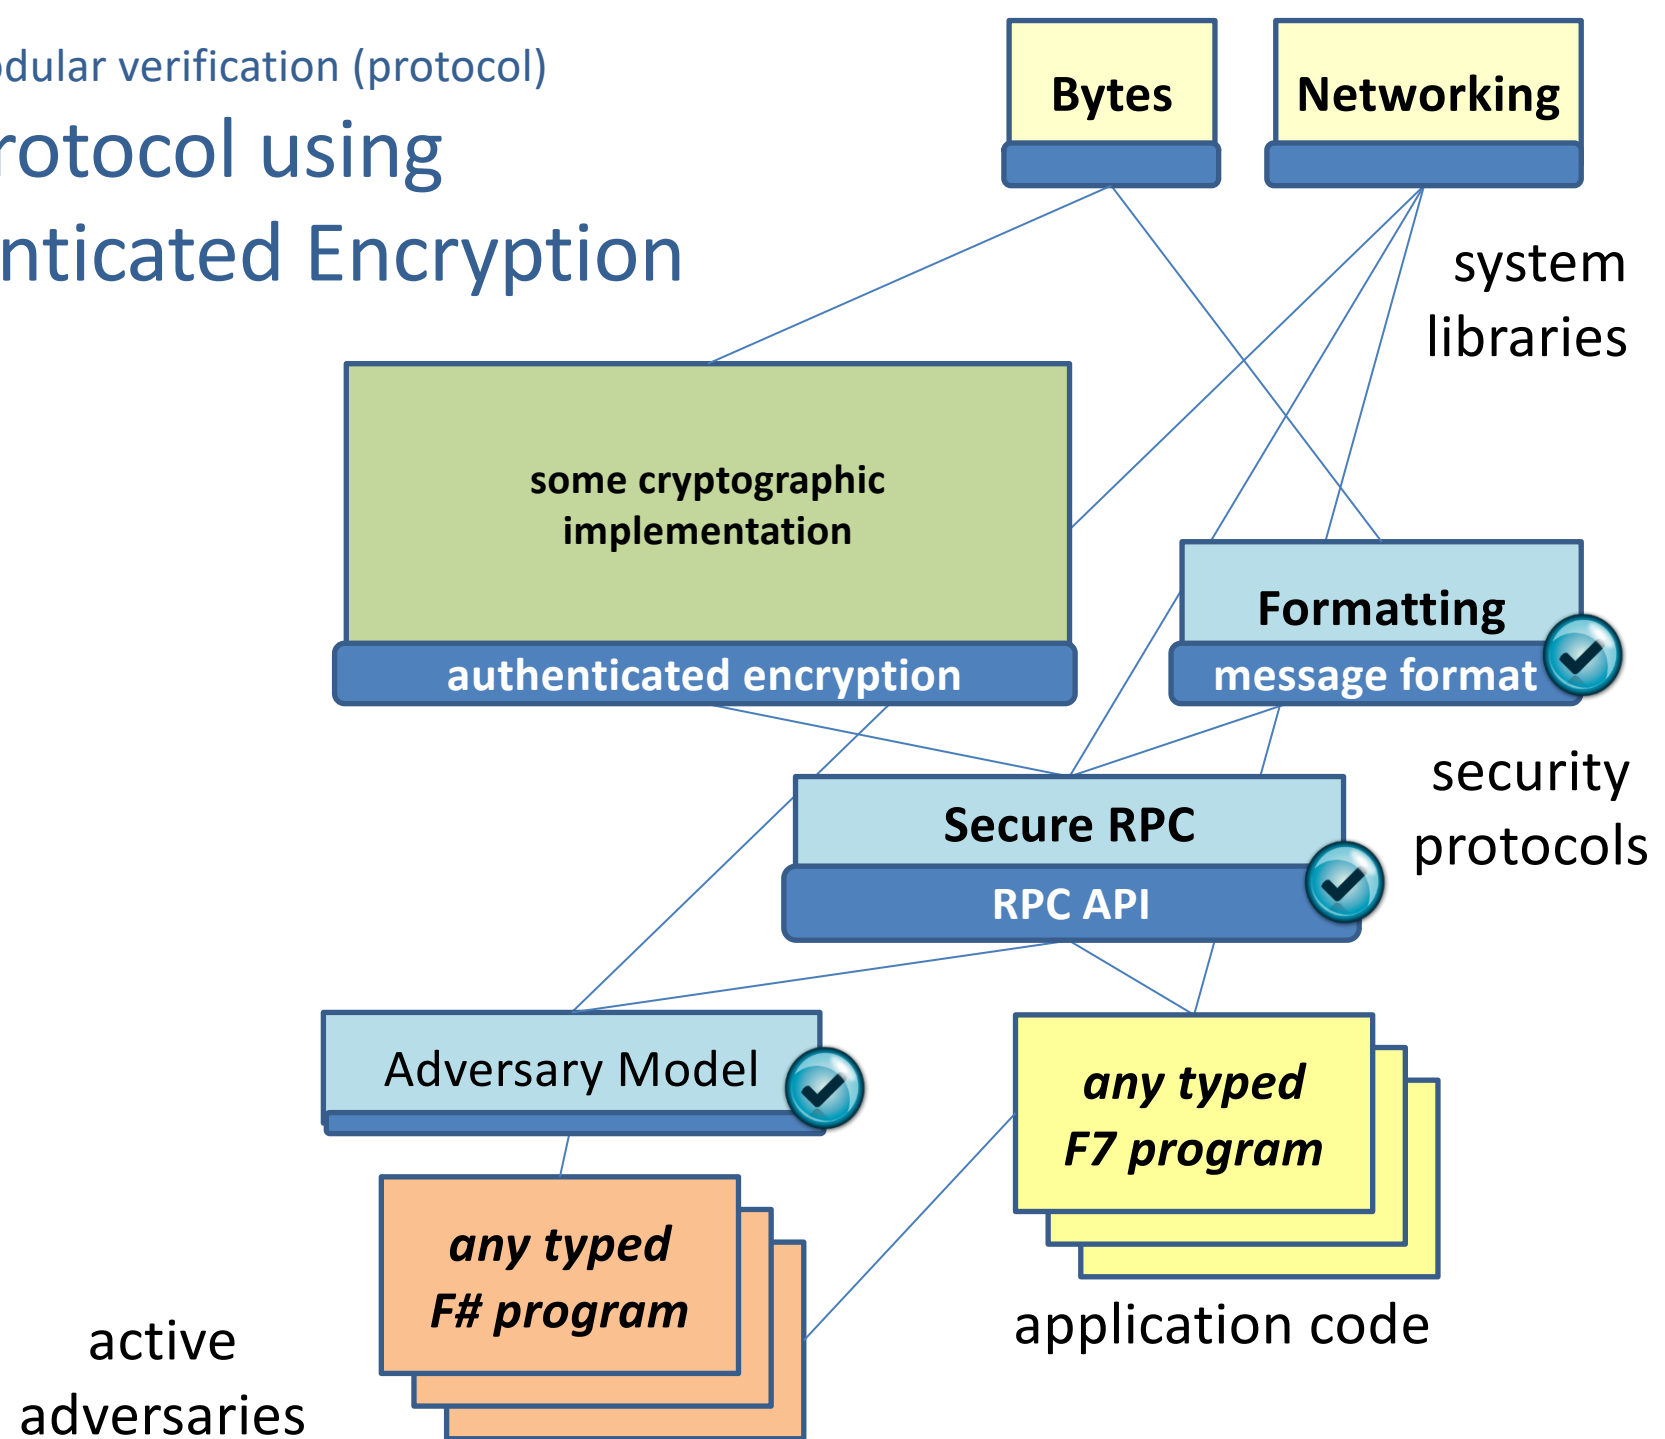 odular verification (protocol)
rotocol using
nticated Encryption
Bytes
Networking
system
libraries
some cryptographic
implementation
authenticated encryption
Formatting
message format
Secure RPC
RPC API
security
protocols
Adversary Model
any typed
F7 program
any typed
F# program
application code
active
adversaries